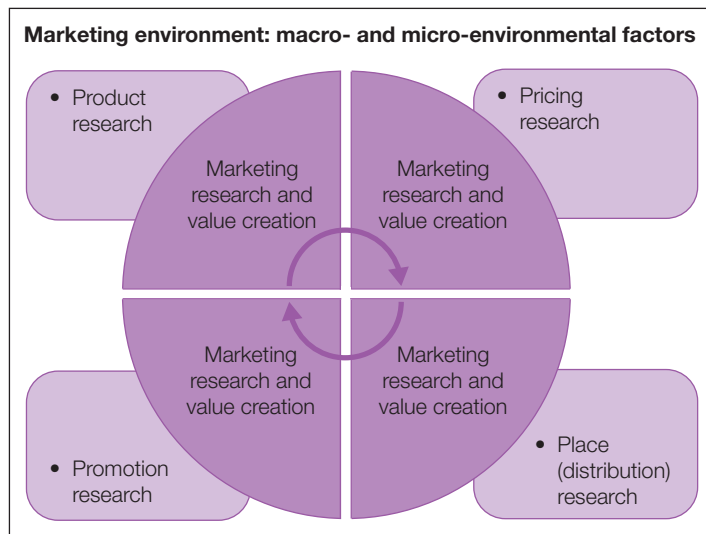 Marketing environment: macro- and micro-environmental factors
• Product
research
• Pricing
research
Marketing
research and
value creation
Marketing
research and
value creation
Marketing
research and
value creation
Marketing
research and
value creation
• Promotion
research
• Place
(distribution)
research